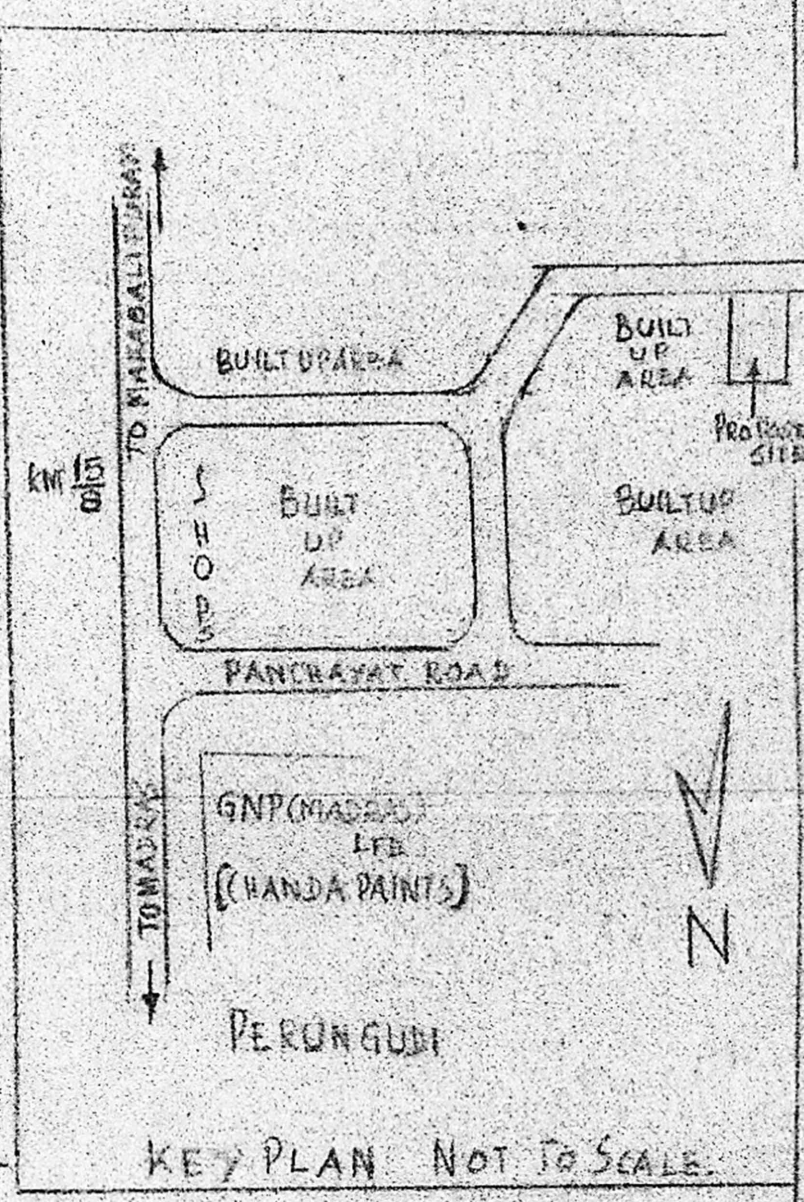 TO MAHABALIPURAM
BUILT UP AREA
BUILT
UP
AREA
PROPOSED
SITE
KM 15/8
SHOPS
BUILT
UP
AREA
BUILT UP
AREA
PANCHAYAT ROAD
TO MADRAS
GNP (MADRAS)
LTD
[CHANDA PAINTS]
N
PERUNGUDI
KEY PLAN NOT TO SCALE.